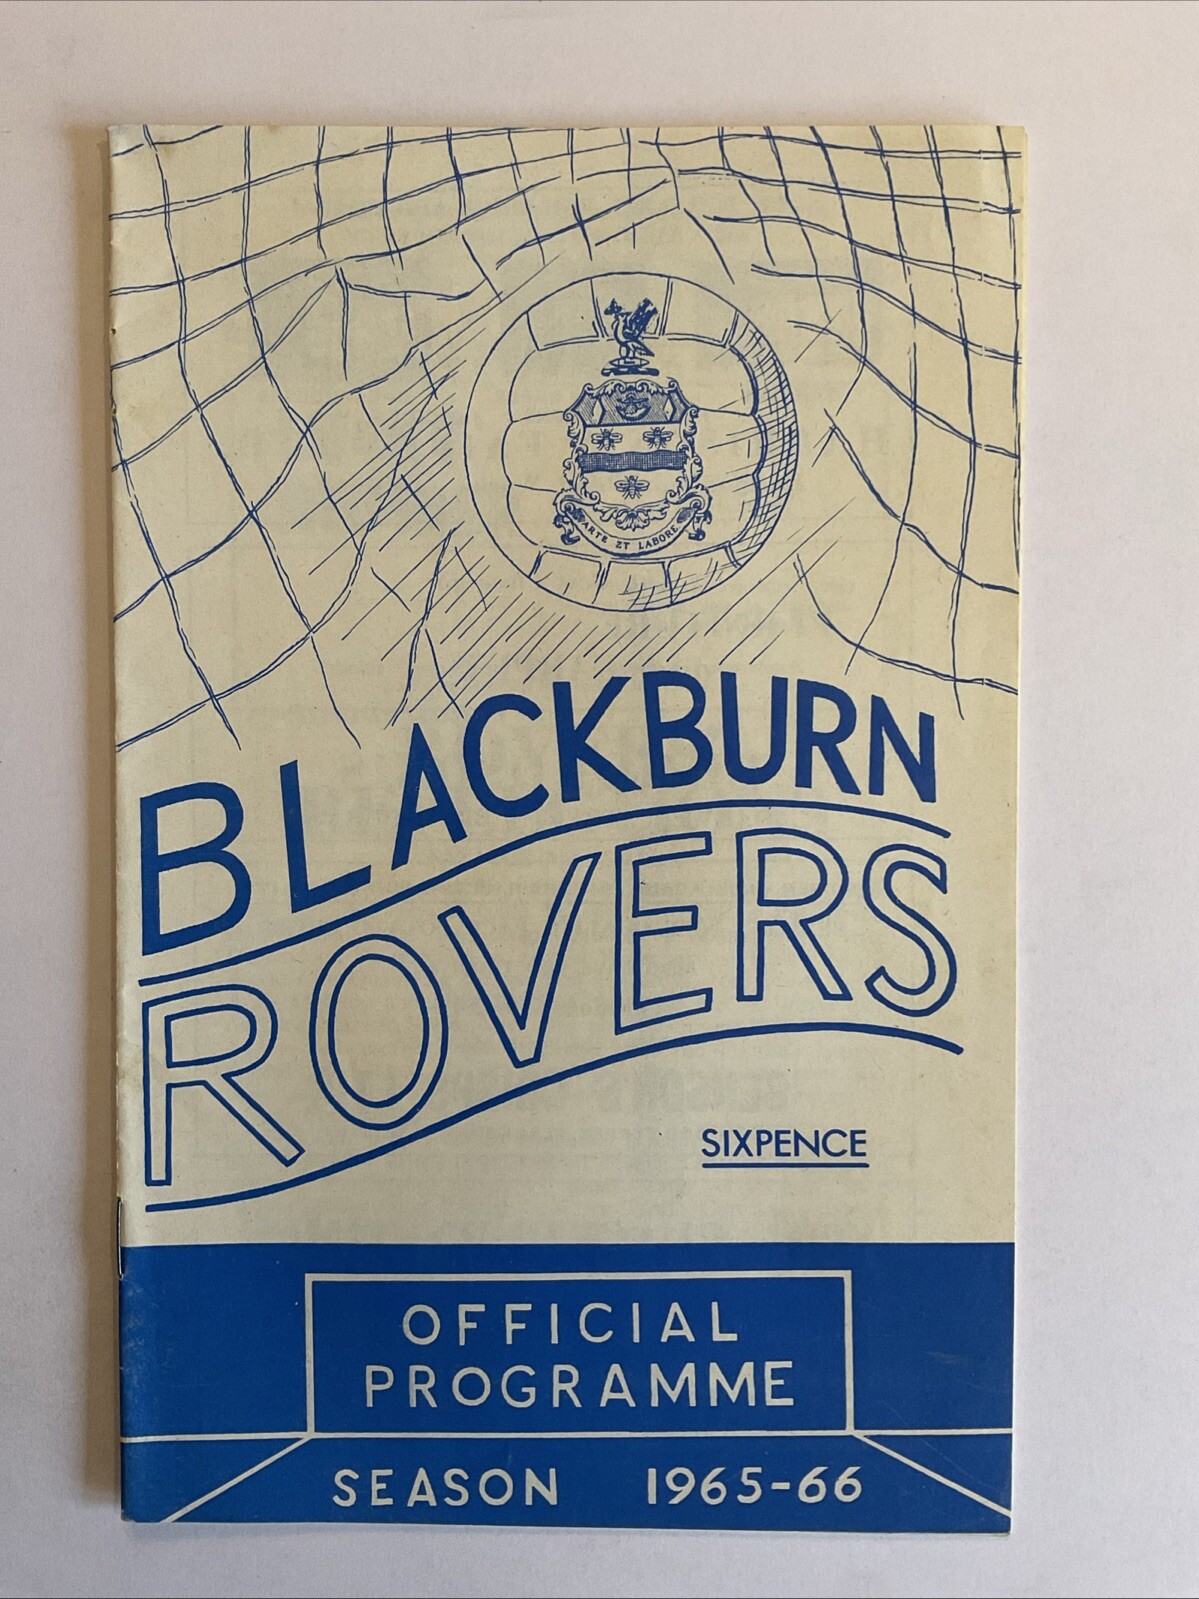 ARTE ET LABORE
BLACKBURN
ROVERS
SIXPENCE
OFFICIAL
PROGRAMME
SEASON 1965-66